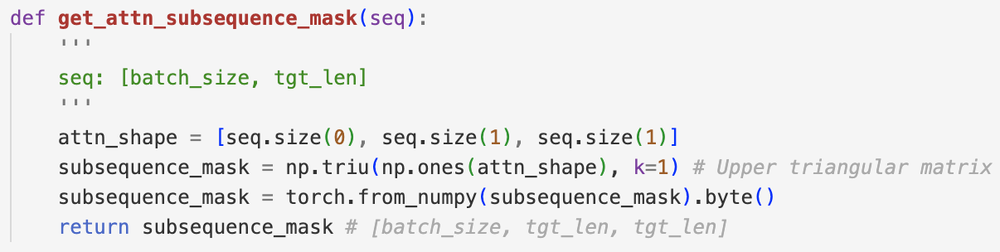 def get_attn_subsequence_mask(seq):
    '''
    seq: [batch_size, tgt_len]
    '''
    attn_shape = [seq.size(0), seq.size(1), seq.size(1)]
    subsequence_mask = np.triu(np.ones(attn_shape), k=1) # Upper triangular matrix
    subsequence_mask = torch.from_numpy(subsequence_mask).byte()
    return subsequence_mask # [batch_size, tgt_len, tgt_len]